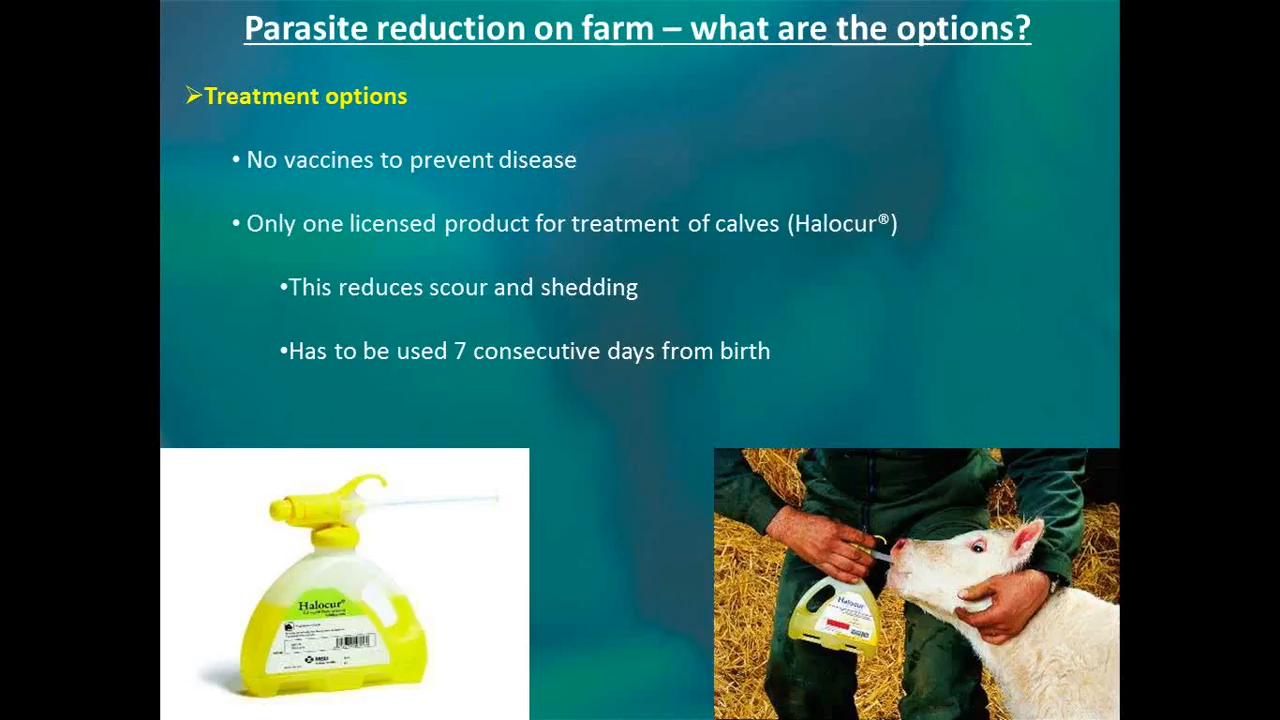 Parasite reduction on farm – what are the options?
➢Treatment options
• No vaccines to prevent disease
• Only one licensed product for treatment of calves (Halocur®)
•This reduces scour and shedding
•Has to be used 7 consecutive days from birth
Halocur®
MSD
Halocur